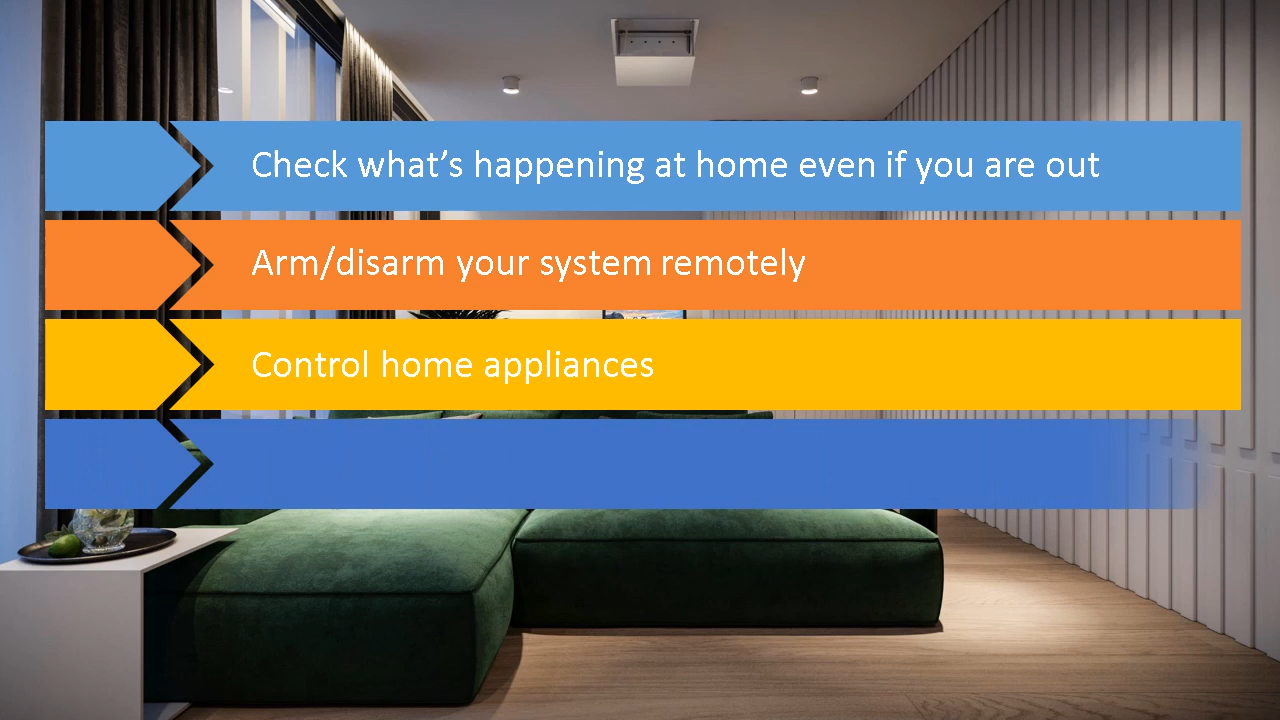 Check what’s happening at home even if you are out
Arm/disarm your system remotely
Control home appliances